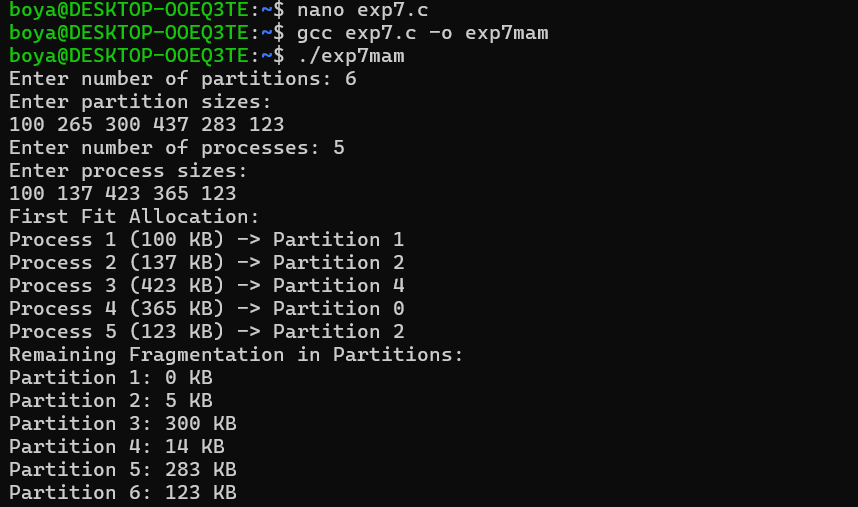 boya@DESKTOP-OOEQ3TE:~$ nano exp7.c
boya@DESKTOP-OOEQ3TE:~$ gcc exp7.c -o exp7mam
boya@DESKTOP-OOEQ3TE:~$ ./exp7mam
Enter number of partitions: 6
Enter partition sizes:
100 265 300 437 283 123
Enter number of processes: 5
Enter process sizes:
100 137 423 365 123
First Fit Allocation:
Process 1 (100 KB) -> Partition 1
Process 2 (137 KB) -> Partition 2
Process 3 (423 KB) -> Partition 4
Process 4 (365 KB) -> Partition 0
Process 5 (123 KB) -> Partition 2
Remaining Fragmentation in Partitions:
Partition 1: 0 KB
Partition 2: 5 KB
Partition 3: 300 KB
Partition 4: 14 KB
Partition 5: 283 KB
Partition 6: 123 KB